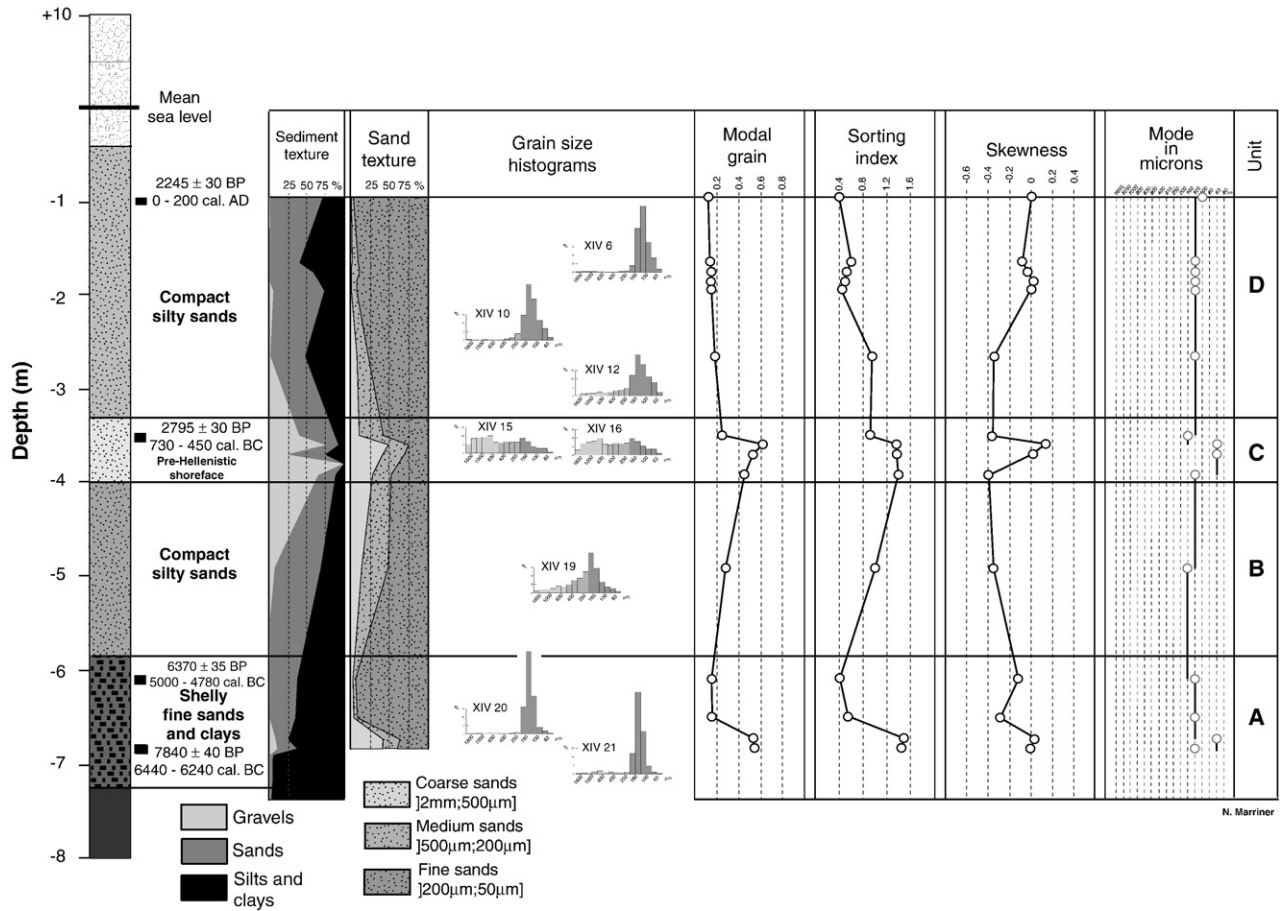 +10
Mean
sea level
Sediment
texture
25 50 75 %
Sand
texture
25 50 75 %
Grain size
histograms
Modal
grain
0.2 0.4 0.6 0.8
Sorting
index
0.4 0.8 1.2 1.6
Skewness
-0.6 -0.4 -0.2 0 0.2 0.4
Mode
in
microns
Unit
Depth (m)
-1
-2
-3
-4
-5
-6
-7
-8
2245 ± 30 BP
0 - 200 cal. AD
Compact
silty sands
2795 ± 30 BP
730 - 450 cal. BC
Pre-Hellenistic
shoreface
Compact
silty sands
6370 ± 35 BP
5000 - 4780 cal. BC
Shelly
fine sands
and clays
7840 ± 40 BP
6440 - 6240 cal. BC
XIV 6
XIV 10
XIV 12
XIV 15
XIV 16
XIV 19
XIV 20
XIV 21
D
C
B
A
N. Marriner
Gravels
Sands
Silts and
clays
Coarse sands
]2mm;500µm]
Medium sands
]500µm;200µm]
Fine sands
]200µm;50µm]